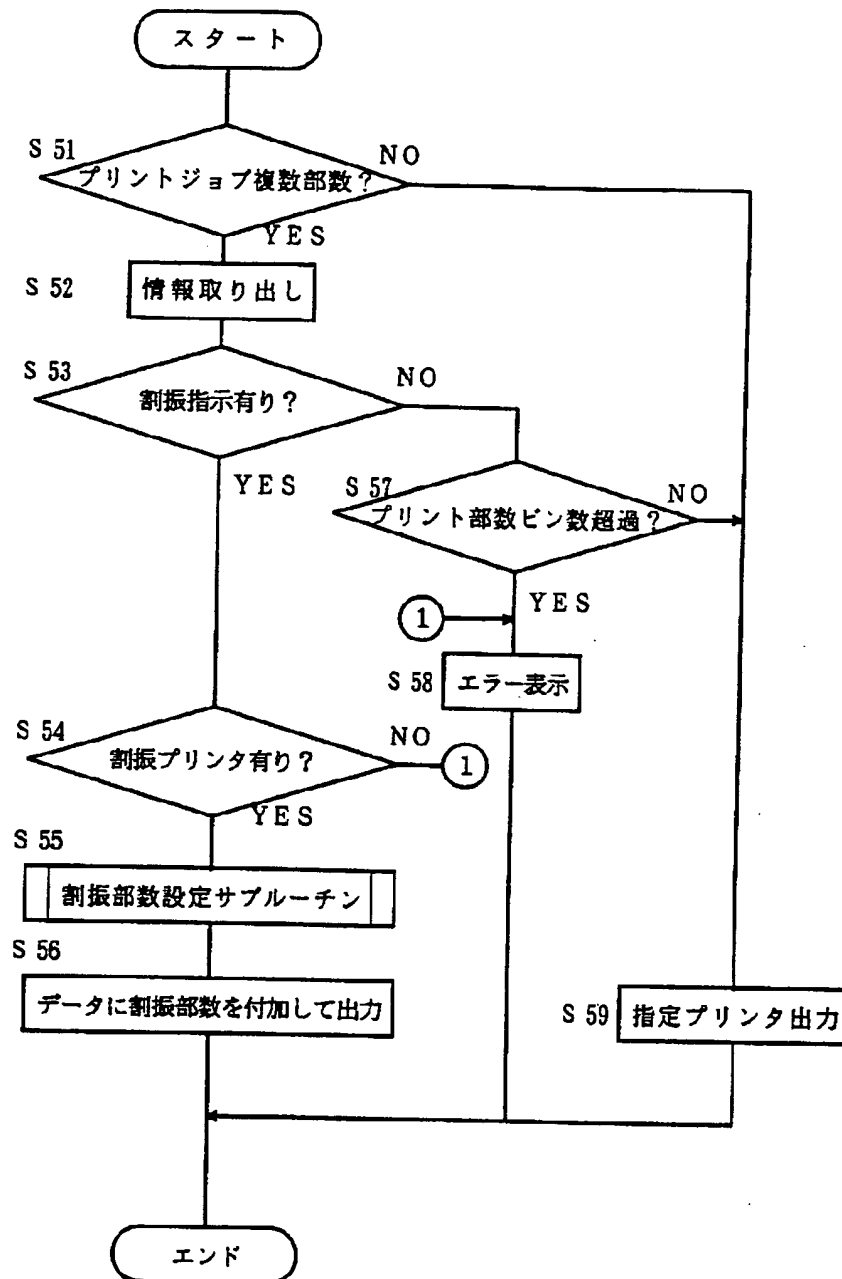 スタート
S 51
プリントジョブ複数部数？
NO
YES
S 52
情報取り出し
S 53
割振指示有り？
NO
YES
S 57
プリント部数ビン数超過？
NO
YES
1
S 58
エラー表示
S 54
割振プリンタ有り？
NO
1
YES
S 55
割振部数設定サブルーチン
S 56
データに割振部数を付加して出力
S 59
指定プリンタ出力
エンド